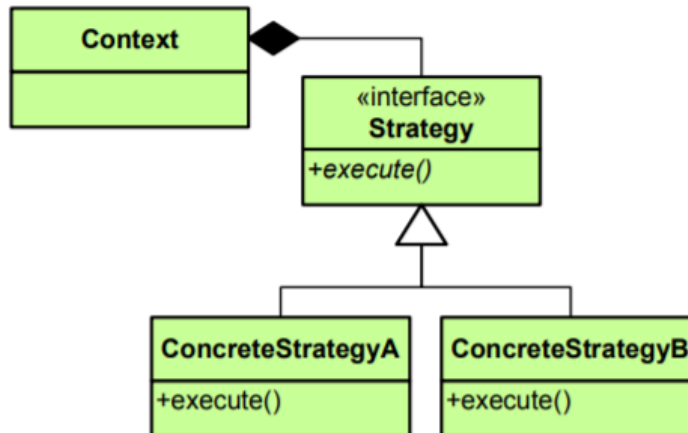 Context
«interface»
Strategy
+execute()
ConcreteStrategyA
+execute()
ConcreteStrategyB
+execute()